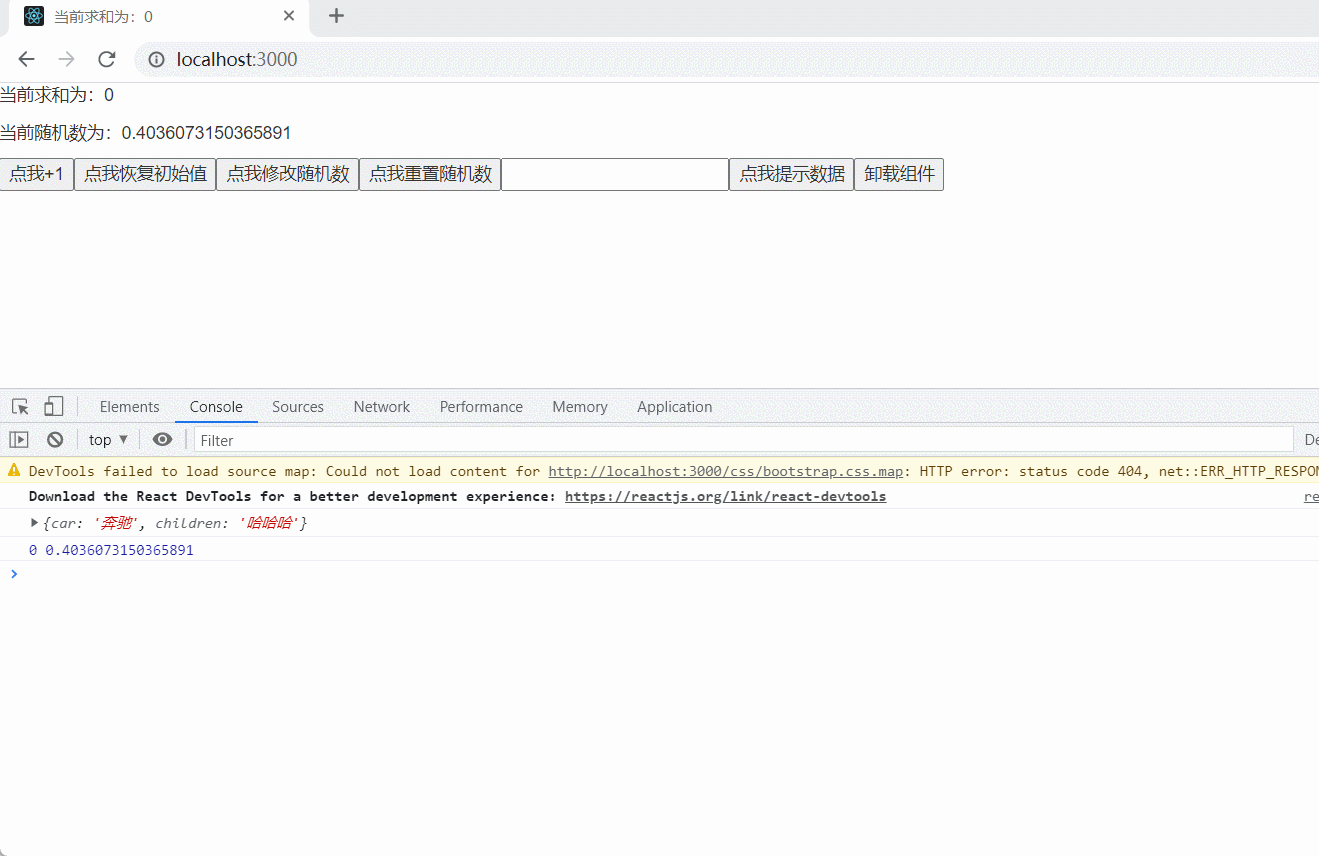 当前求和为：0
localhost:3000
当前求和为：0
当前随机数为：0.4036073150365891
点我+1 点我恢复初始值 点我修改随机数 点我重置随机数 点我提示数据 卸载组件
Elements Console Sources Network Performance Memory Application
top ▼ Filter De
DevTools failed to load source map: Could not load content for http://localhost:3000/css/bootstrap.css.map: HTTP error: status code 404, net::ERR_HTTP_RESPON
Download the React DevTools for a better development experience: https://reactjs.org/link/react-devtools re
{car: '奔驰', children: '哈哈哈'}
0 0.4036073150365891